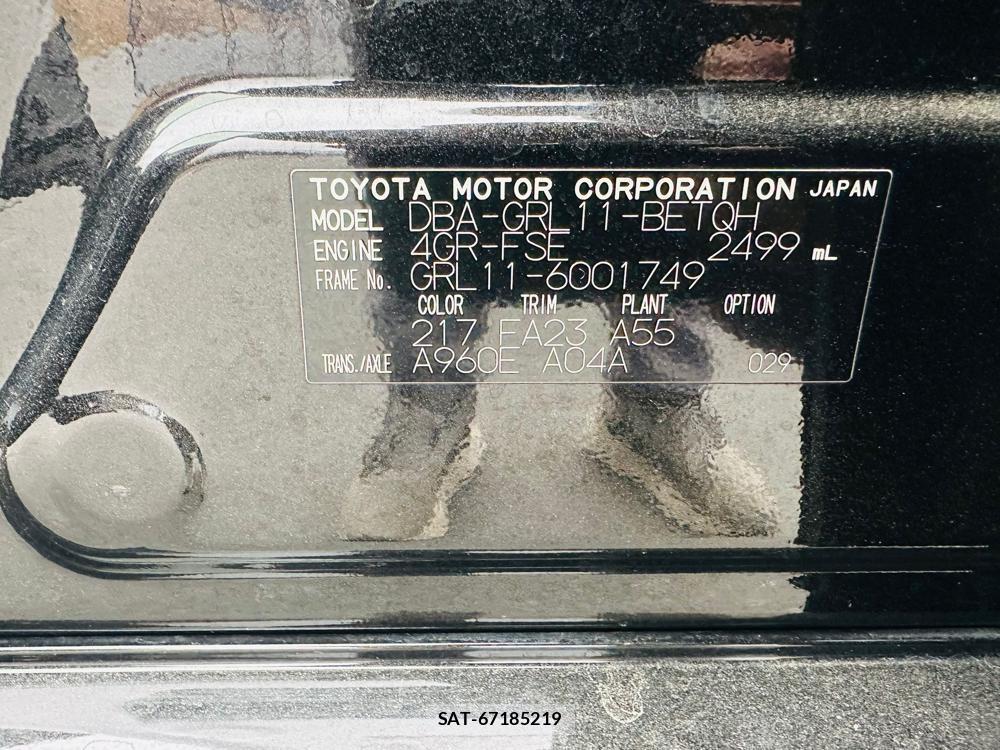 TOYOTA MOTOR CORPORATION JAPAN
MODEL DBA-GRL11-BETQH
ENGINE 4GR-FSE 2499 mL
FRAME No. GRL11-6001749
COLOR TRIM PLANT OPTION
217 FA23 A55
TRANS./AXLE A960E A04A 029
SAT-67185219